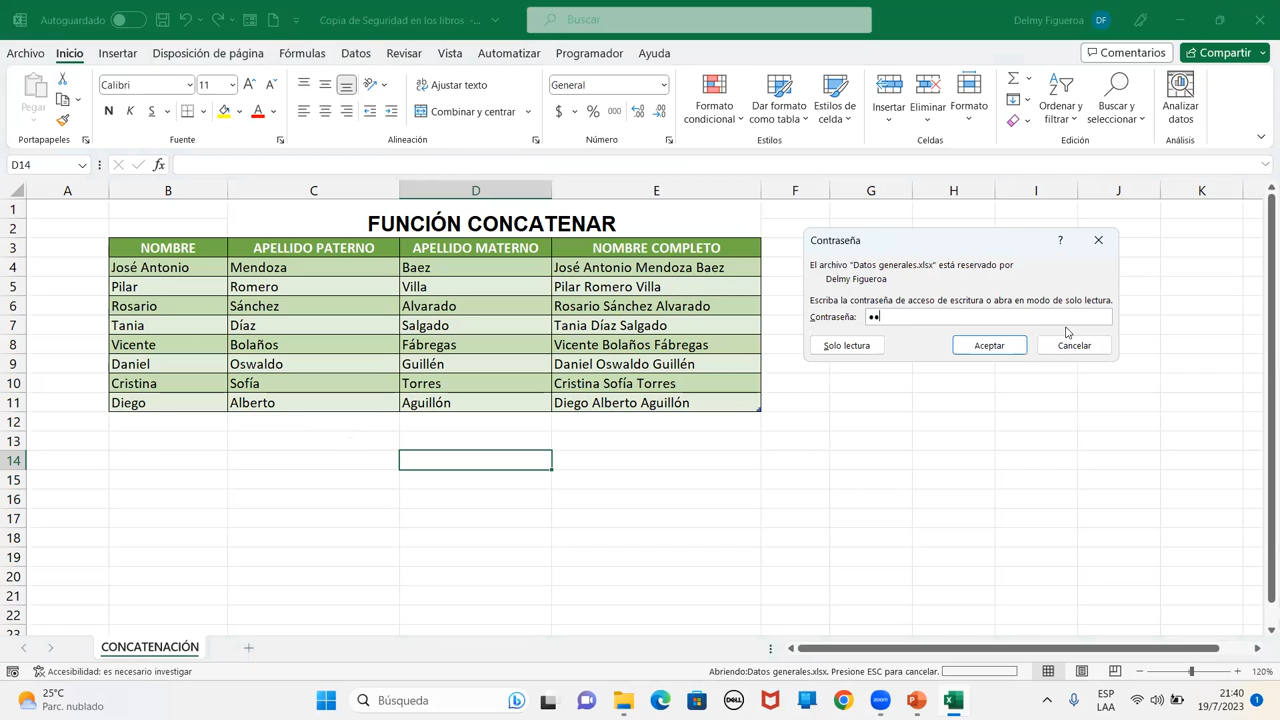 Autoguardado
Copia de Seguridad en los libros -...
Buscar
Delmy Figueroa
DF
Archivo Inicio Insertar Disposición de página Fórmulas Datos Revisar Vista Automatizar Programador Ayuda
Comentarios
Compartir
Pegar
Portapapeles
Calibri
11
N K S
Fuente
Ajustar texto
Combinar y centrar
Alineación
General
$ % 000
Número
Formato condicional
Dar formato como tabla
Estilos de celda
Estilos
Insertar Eliminar Formato
Celdas
Ordenar y filtrar
Buscar y seleccionar
Edición
Analizar datos
Análisis
D14
fx
A B C D E F G H I J K
1
2 FUNCIÓN CONCATENAR
3 NOMBRE APELLIDO PATERNO APELLIDO MATERNO NOMBRE COMPLETO
4 José Antonio Mendoza Baez José Antonio Mendoza Baez
5 Pilar Romero Villa Pilar Romero Villa
6 Rosario Sánchez Alvarado Rosario Sánchez Alvarado
7 Tania Díaz Salgado Tania Díaz Salgado
8 Vicente Bolaños Fábregas Vicente Bolaños Fábregas
9 Daniel Oswaldo Guillén Daniel Oswaldo Guillén
10 Cristina Sofía Torres Cristina Sofía Torres
11 Diego Alberto Aguillón Diego Alberto Aguillón
12
13
14
15
16
17
18
19
20
21
22
23
Contraseña
?
El archivo "Datos generales.xlsx" está reservado por
Delmy Figueroa
Escriba la contraseña de acceso de escritura o abra en modo de solo lectura.
Contraseña: ●●
Solo lectura Aceptar Cancelar
CONCATENACIÓN
Accesibilidad: es necesario investigar
Abriendo:Datos generales.xlsx. Presione ESC para cancelar.
120%
25°C
Parc. nublado
Búsqueda
DELL
zoom
ESP
LAA
21:40
19/7/2023
1